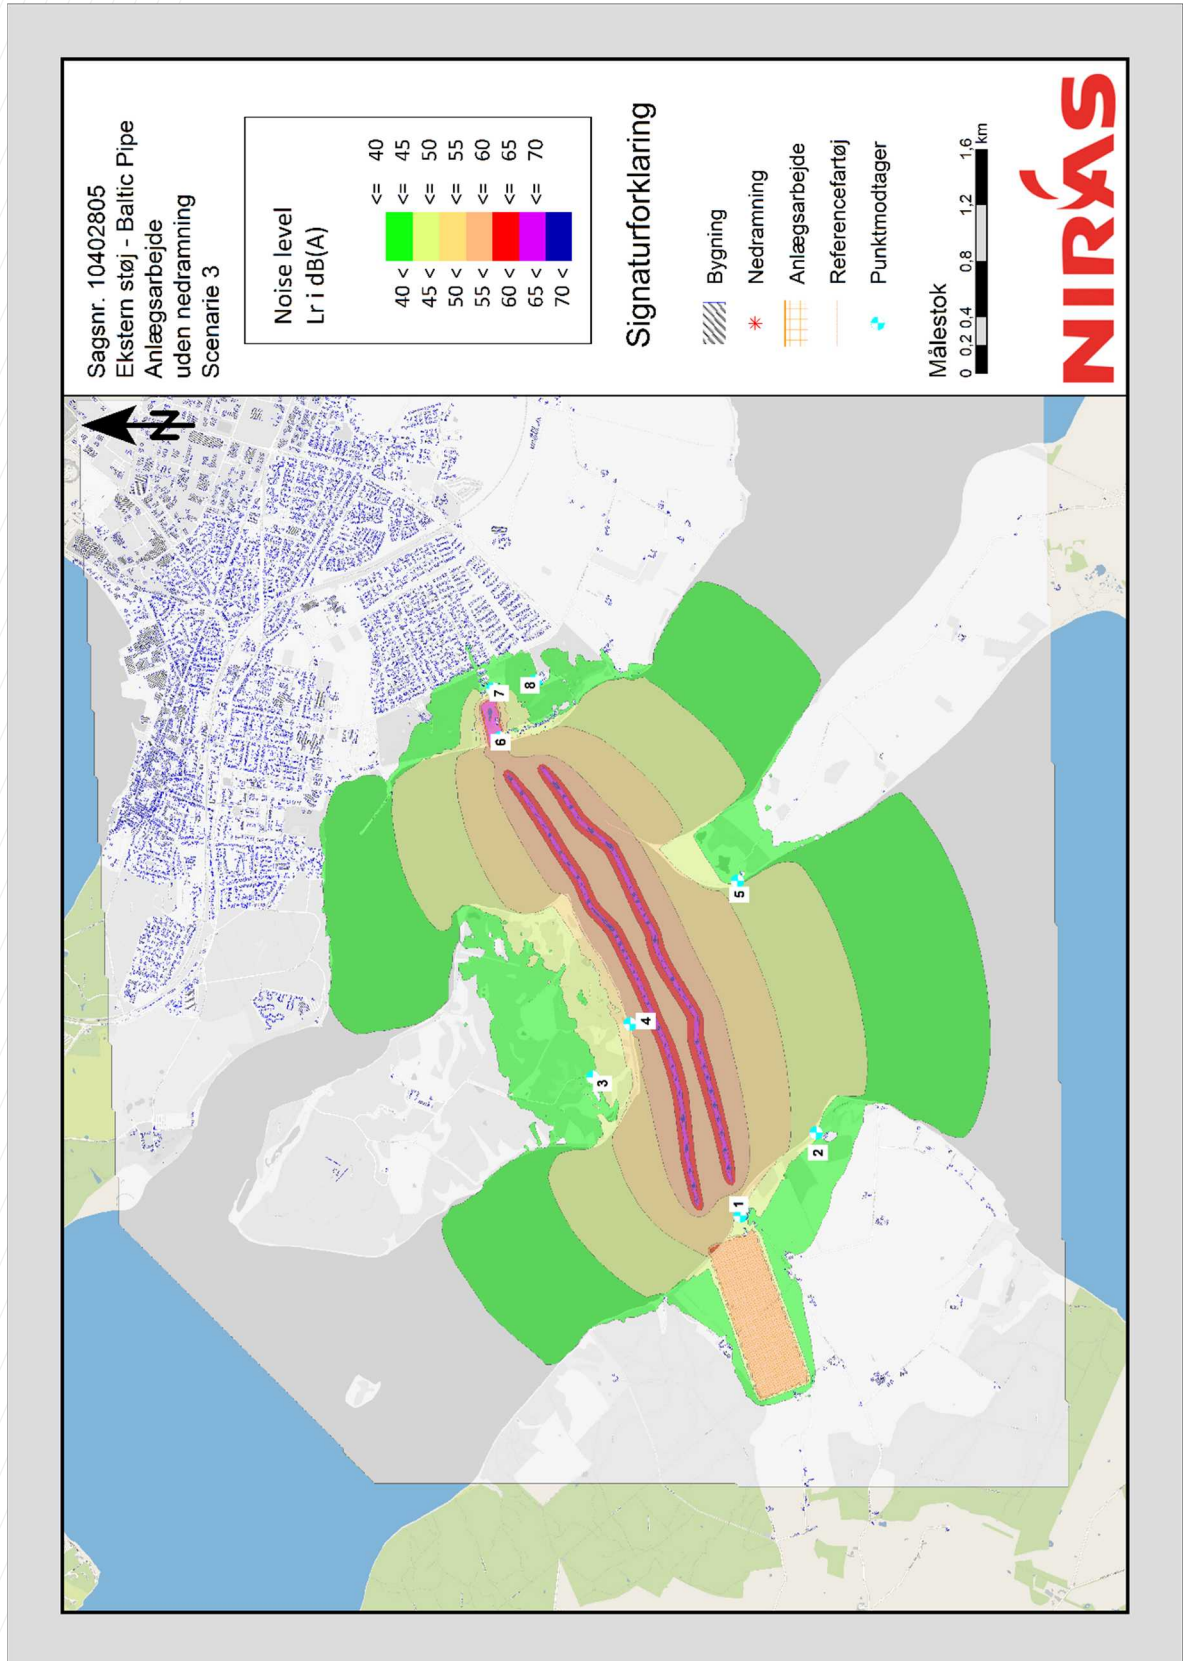 Sagsnr. 10402805
Ekstern støj - Baltic Pipe
Anlægsarbejde
uden nedramning
Scenarie 3
Noise level
Lr i dB(A)
<= 40
40 < <= 45
45 < <= 50
50 < <= 55
55 < <= 60
60 < <= 65
65 < <= 70
70 <
Signaturforklaring
Bygning
Nedramning
Anlægsarbejde
Referencefartøj
Punktmodtager
Målestok
0 0,2 0,4 0,8 1,2 1,6 km
NIRAS
N
1
2
3
4
5
6
7
8